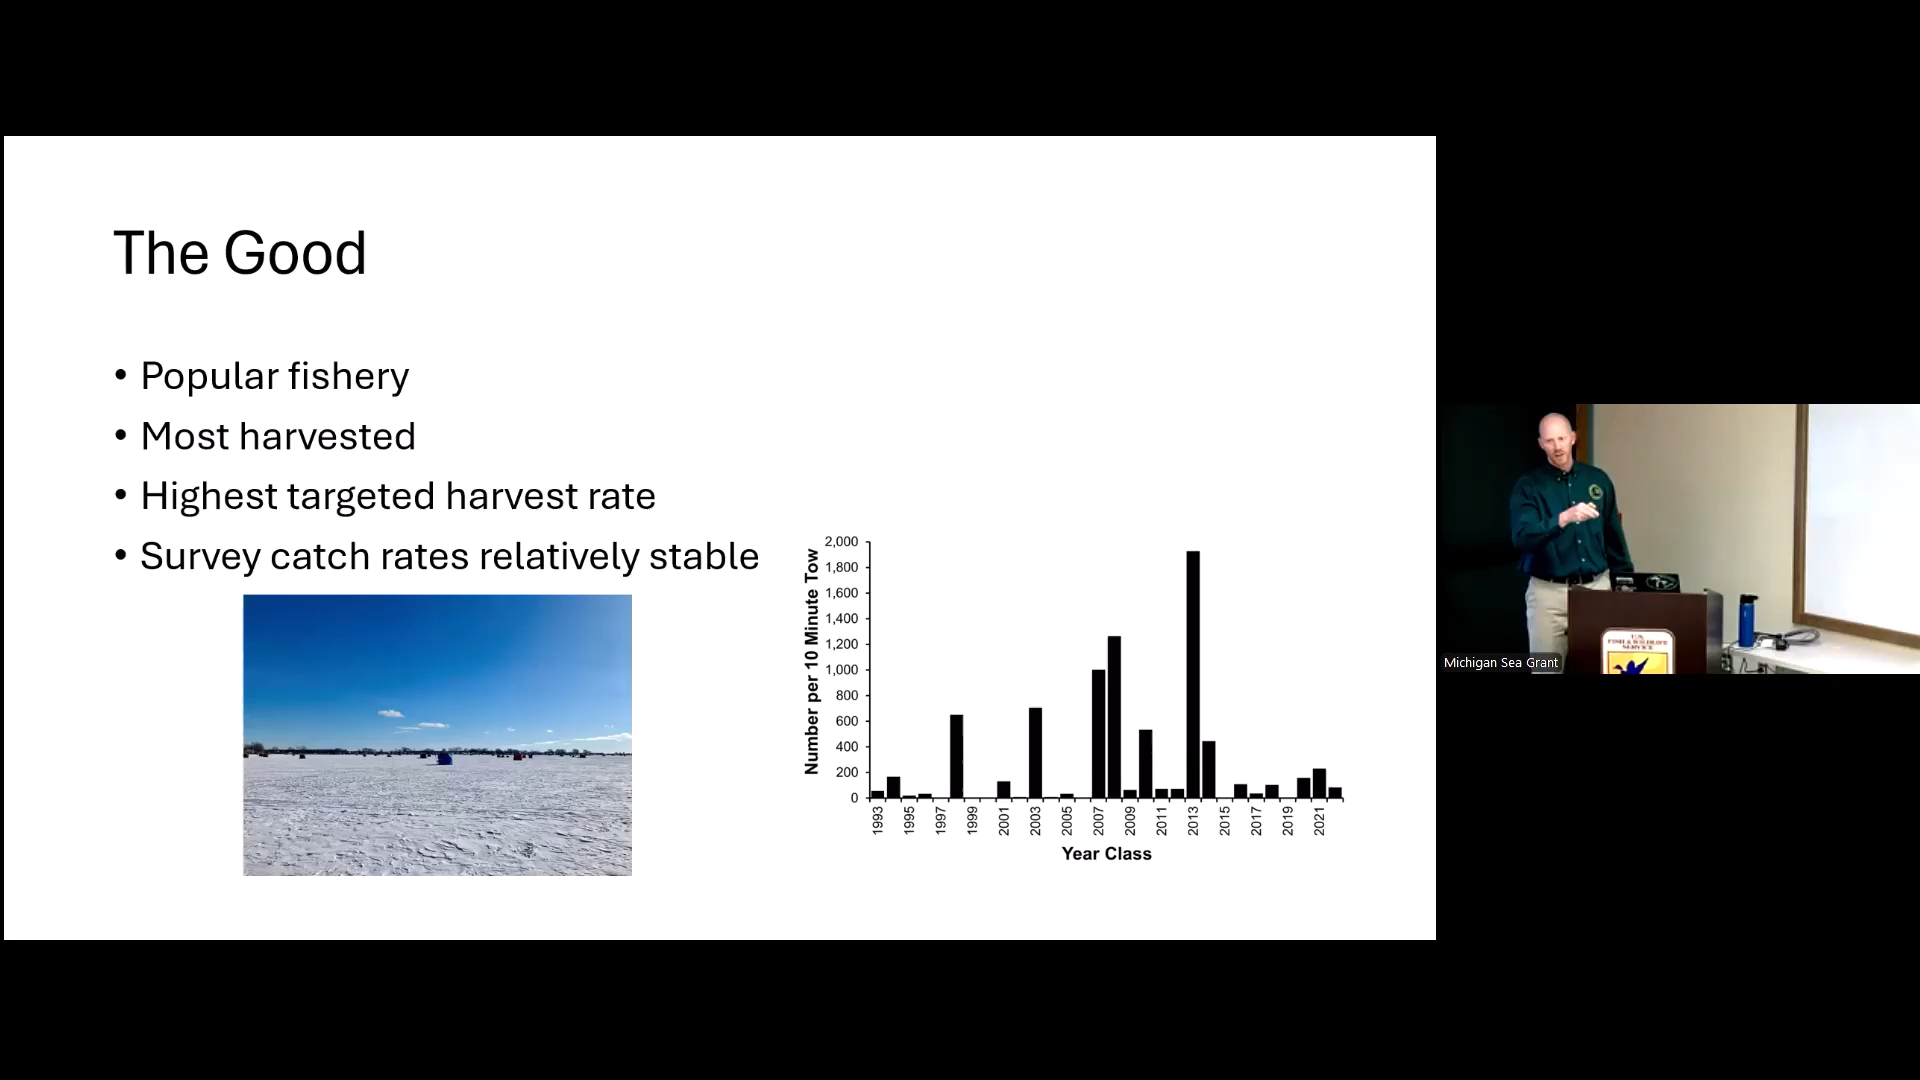 The Good
• Popular fishery
• Most harvested
• Highest targeted harvest rate
• Survey catch rates relatively stable
Number per 10 Minute Tow
2,000
1,800
1,600
1,400
1,200
1,000
800
600
400
200
0
1993
1995
1997
1999
2001
2003
2005
2007
2009
2011
2013
2015
2017
2019
2021
Year Class
U.S.
FISH & WILDLIFE
SERVICE
Michigan Sea Grant